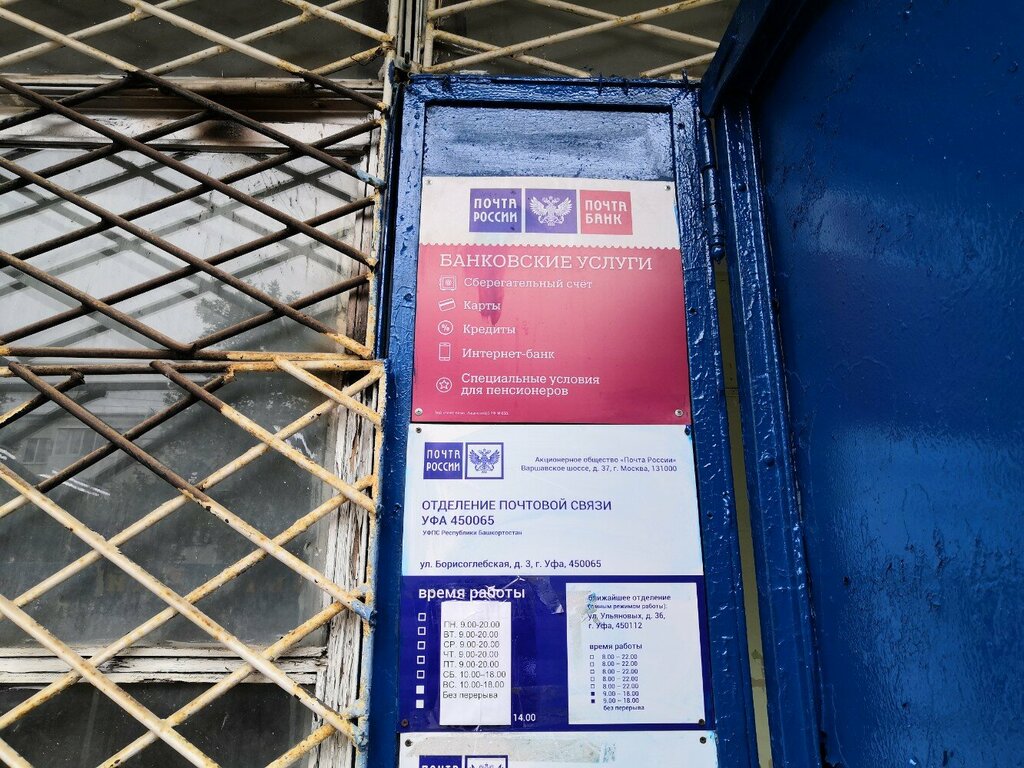 ПОЧТА РОССИИ
ПОЧТА БАНК
БАНКОВСКИЕ УСЛУГИ
Сберегательный счет
Карты
Кредиты
Интернет-банк
Специальные условия
для пенсионеров
ПОЧТА РОССИИ
Акционерное общество «Почта России»
Варшавское шоссе, д. 37, г. Москва, 131000
ОТДЕЛЕНИЕ ПОЧТОВОЙ СВЯЗИ
УФА 450065
УФПС Республики Башкортостан
ул. Борисоглебская, д. 3, г. Уфа, 450065
время работы
ПН. 9.00-20.00
ВТ. 9.00-20.00
СР. 9.00-20.00
ЧТ. 9.00-20.00
ПТ. 9.00-20.00
СБ. 10.00-18.00
ВС. 10.00-18.00
Без перерыва
14.00
ближайшее отделение
режимом работы):
ул. Ульяновых, д. 36,
г. Уфа, 450112
время работы
8.00 – 22.00
8.00 – 22.00
8.00 – 22.00
8.00 – 22.00
8.00 – 22.00
9.00 – 18.00
9.00 – 18.00
без перерыва
ПОЧТА